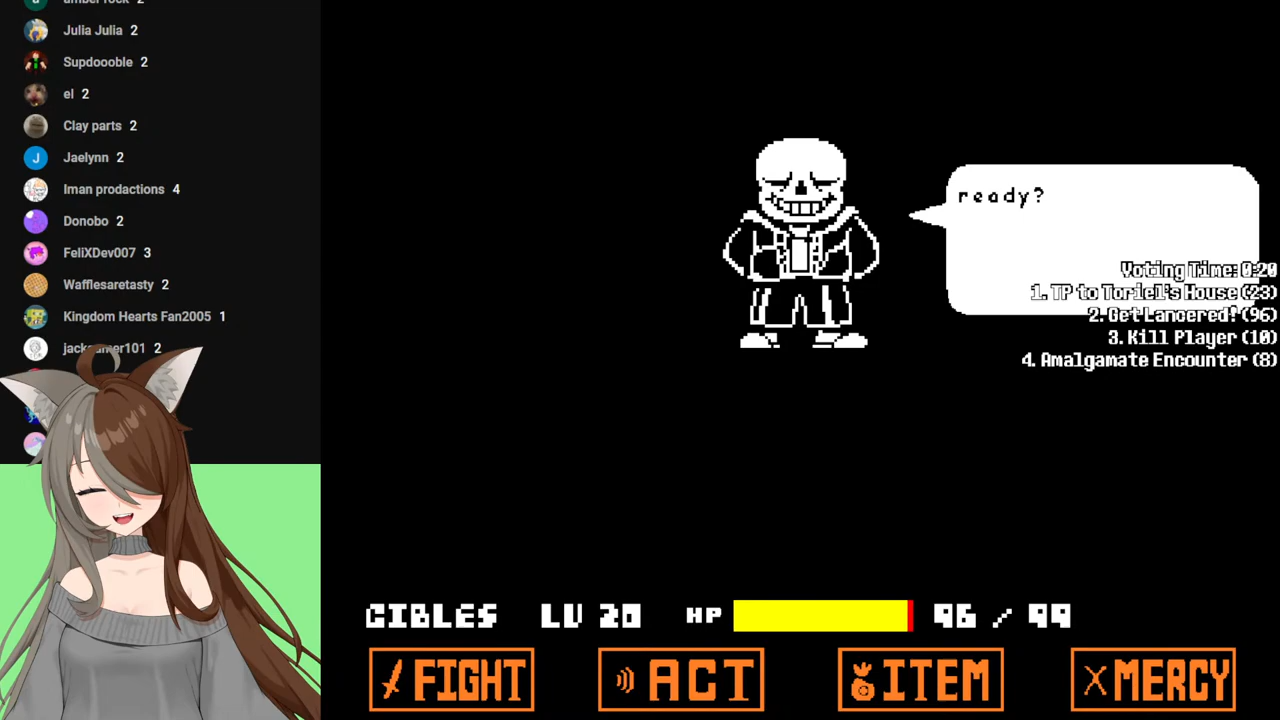 amber rock 2
Julia Julia 2
Supdoooble 2
el 2
Clay parts 2
Jaelynn 2
Iman prodactions 4
Donobo 2
FeliXDev007 3
Wafflesaretasty 2
Kingdom Hearts Fan2005 1
2
J
ready?
Voting Time: 0:20
1. TP to Toriel's House (23)
2. Get Lancered! (96)
3. Kill Player (10)
4. Amalgamate Encounter (8)
CIBLES LV 20 HP 96 / 99
FIGHT
ACT
ITEM
MERCY